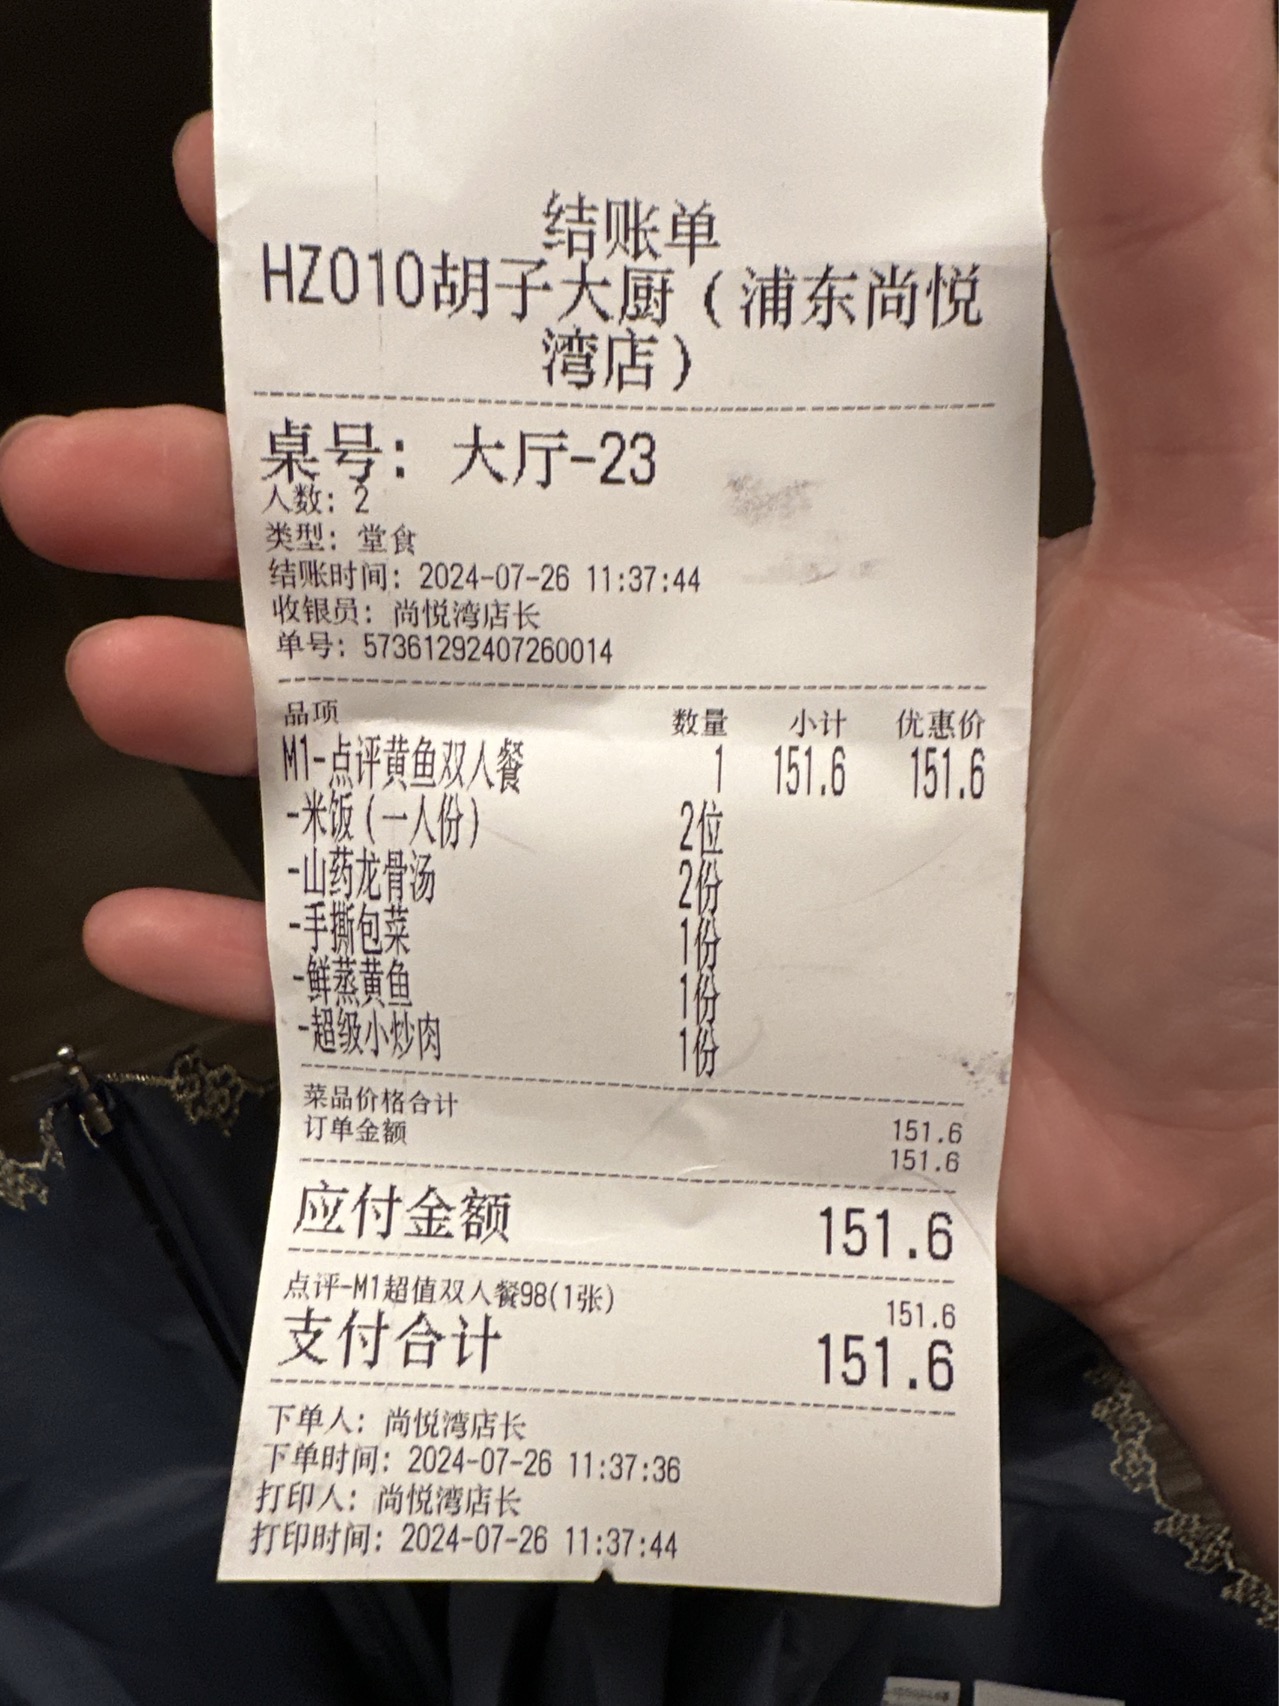 结账单
HZ010胡子大厨（浦东尚悦
湾店）
桌号：大厅-23
人数：2
类型：堂食
结账时间：2024-07-26 11:37:44
收银员：尚悦湾店长
单号：573612924072600​14
品项 数量 小计 优惠价
M1-点评黄鱼双人餐 1 151.6 151.6
-米饭（一人份） 2位
-山药龙骨汤 2份
-手撕包菜 1份
-鲜蒸黄鱼 1份
-超级小炒肉 1份
菜品价格合计 151.6
订单金额 151.6
应付金额 151.6
点评-M1超值双人餐98(1张) 151.6
支付合计 151.6
下单人：尚悦湾店长
下单时间：2024-07-26 11:37:36
打印人：尚悦湾店长
打印时间：2024-07-26 11:37:44